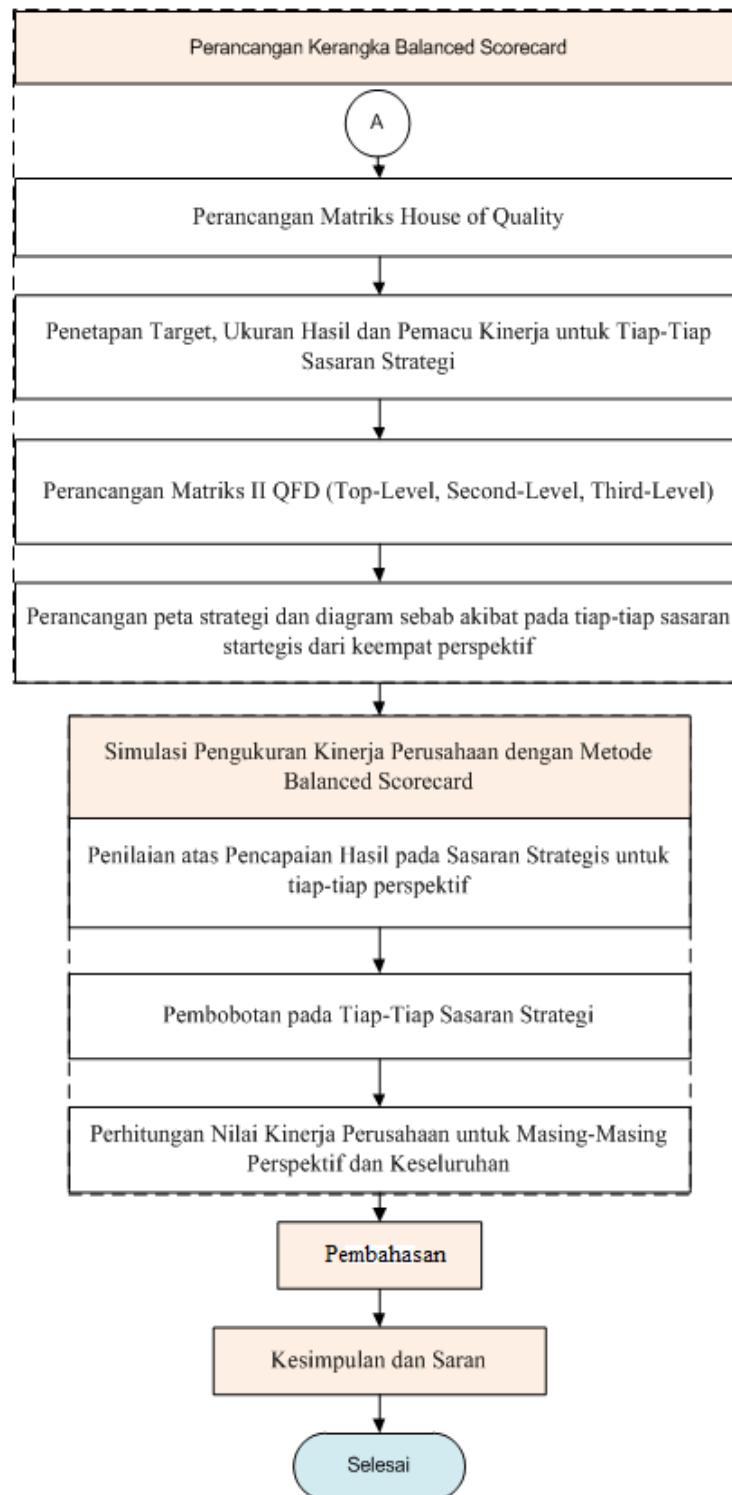 Perancangan Kerangka Balanced Scorecard
A
Perancangan Matriks House of Quality
Penetapan Target, Ukuran Hasil dan Pemacu Kinerja untuk Tiap-Tiap
Sasaran Strategi
Perancangan Matriks II QFD (Top-Level, Second-Level, Third-Level)
Perancangan peta strategi dan diagram sebab akibat pada tiap-tiap sasaran
startegis dari keempat perspektif
Simulasi Pengukuran Kinerja Perusahaan dengan Metode
Balanced Scorecard
Penilaian atas Pencapaian Hasil pada Sasaran Strategis untuk
tiap-tiap perspektif
Pembobotan pada Tiap-Tiap Sasaran Strategi
Perhitungan Nilai Kinerja Perusahaan untuk Masing-Masing
Perspektif dan Keseluruhan
Pembahasan
Kesimpulan dan Saran
Selesai